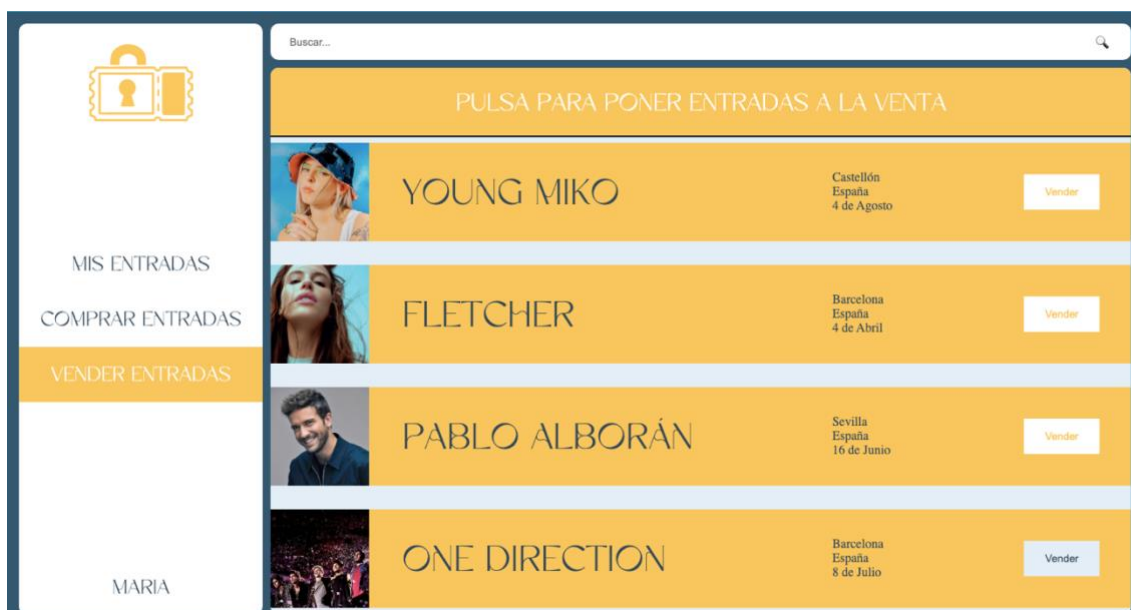 Buscar...
PULSA PARA PONER ENTRADAS A LA VENTA
MIS ENTRADAS
COMPRAR ENTRADAS
VENDER ENTRADAS
MARIA
YOUNG MIKO
Castellón
España
4 de Agosto
Vender
FLETCHER
Barcelona
España
4 de Abril
Vender
PABLO ALBORÁN
Sevilla
España
16 de Junio
Vender
ONE DIRECTION
Barcelona
España
8 de Julio
Vender